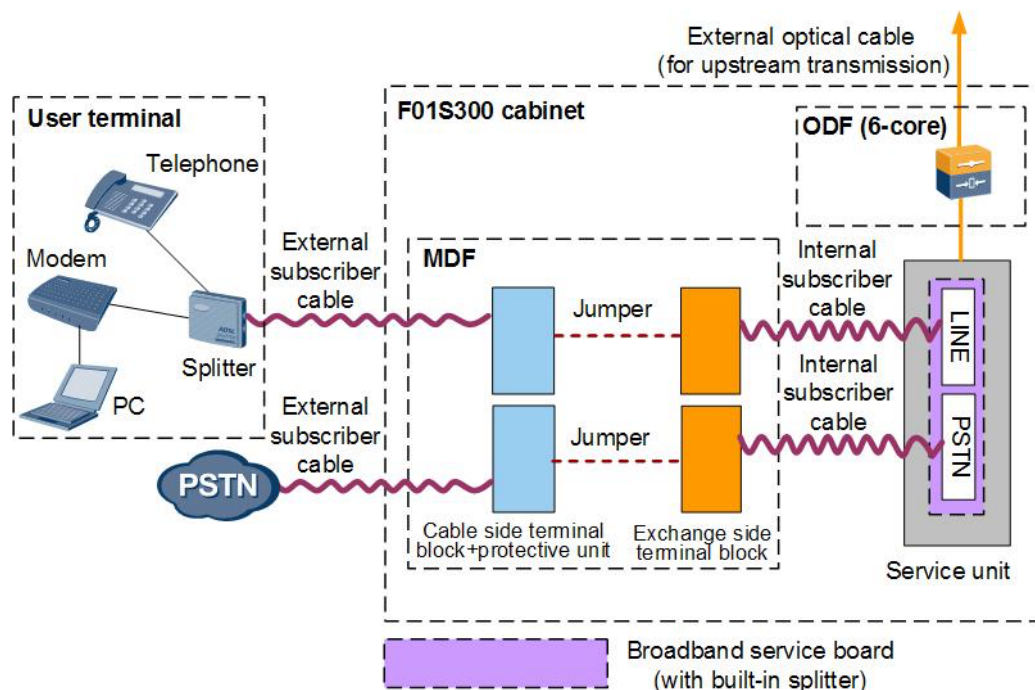 External optical cable
(for upstream transmission)
User terminal
F01S300 cabinet
ODF (6-core)
Telephone
Modem
External
subscriber
cable
MDF
Internal
subscriber
cable
Jumper
LINE
Splitter
PC
External
subscriber
cable
Internal
subscriber
cable
Jumper
PSTN
PSTN
Cable side terminal
block+protective unit
Exchange side
terminal block
Service unit
Broadband service board
(with built-in splitter)